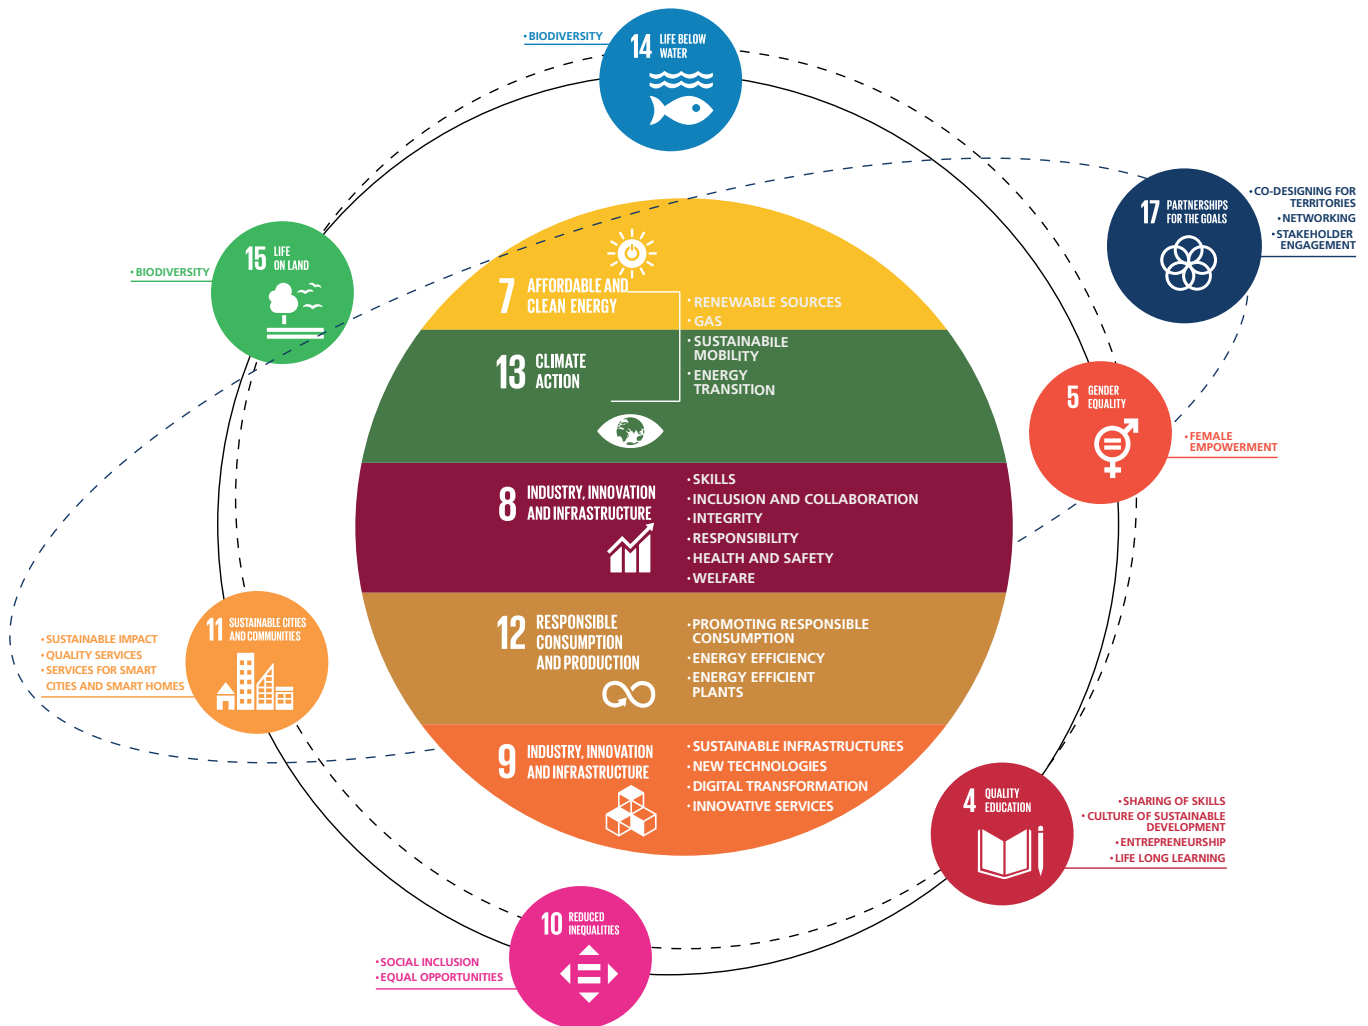 • BIODIVERSITY
14 LIFE BELOW
WATER
17 PARTNERSHIPS
FOR THE GOALS
• CO-DESIGNING FOR
TERRITORIES
• NETWORKING
• STAKEHOLDER
ENGAGEMENT
15 LIFE
ON LAND
• BIODIVERSITY
7 AFFORDABLE AND
CLEAN ENERGY
• RENEWABLE SOURCES
• GAS
• SUSTAINABILE
MOBILITY
• ENERGY
TRANSITION
13 CLIMATE
ACTION
5 GENDER
EQUALITY
• FEMALE
EMPOWERMENT
8 INDUSTRY, INNOVATION
AND INFRASTRUCTURE
• SKILLS
• INCLUSION AND COLLABORATION
• INTEGRITY
• RESPONSIBILITY
• HEALTH AND SAFETY
• WELFARE
11 SUSTAINABLE CITIES
AND COMMUNITIES
• SUSTAINABLE IMPACT
• QUALITY SERVICES
• SERVICES FOR SMART
CITIES AND SMART HOMES
12 RESPONSIBLE
CONSUMPTION
AND PRODUCTION
• PROMOTING RESPONSIBLE
CONSUMPTION
• ENERGY EFFICIENCY
• ENERGY EFFICIENT
PLANTS
9 INDUSTRY, INNOVATION
AND INFRASTRUCTURE
• SUSTAINABLE INFRASTRUCTURES
• NEW TECHNOLOGIES
• DIGITAL TRANSFORMATION
• INNOVATIVE SERVICES
4 QUALITY
EDUCATION
• SHARING OF SKILLS
• CULTURE OF SUSTAINABLE
DEVELOPMENT
• ENTREPRENEURSHIP
• LIFE LONG LEARNING
10 REDUCED
INEQUALITIES
• SOCIAL INCLUSION
• EQUAL OPPORTUNITIES